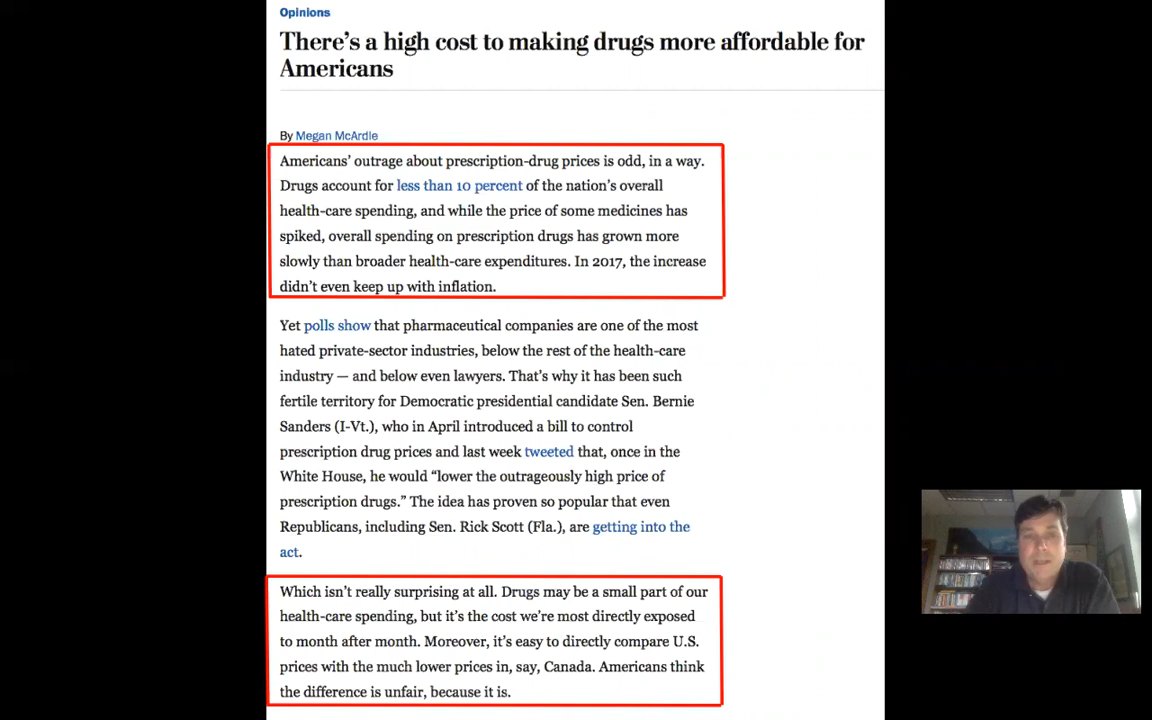 Opinions
There's a high cost to making drugs more affordable for
Americans
By Megan McArdle
Americans' outrage about prescription-drug prices is odd, in a way.
Drugs account for less than 10 percent of the nation's overall
health-care spending, and while the price of some medicines has
spiked, overall spending on prescription drugs has grown more
slowly than broader health-care expenditures. In 2017, the increase
didn't even keep up with inflation.
Yet polls show that pharmaceutical companies are one of the most
hated private-sector industries, below the rest of the health-care
industry — and below even lawyers. That's why it has been such
fertile territory for Democratic presidential candidate Sen. Bernie
Sanders (I-Vt.), who in April introduced a bill to control
prescription drug prices and last week tweeted that, once in the
White House, he would “lower the outrageously high price of
prescription drugs.” The idea has proven so popular that even
Republicans, including Sen. Rick Scott (Fla.), are getting into the
act.
Which isn't really surprising at all. Drugs may be a small part of our
health-care spending, but it's the cost we're most directly exposed
to month after month. Moreover, it's easy to directly compare U.S.
prices with the much lower prices in, say, Canada. Americans think
the difference is unfair, because it is.